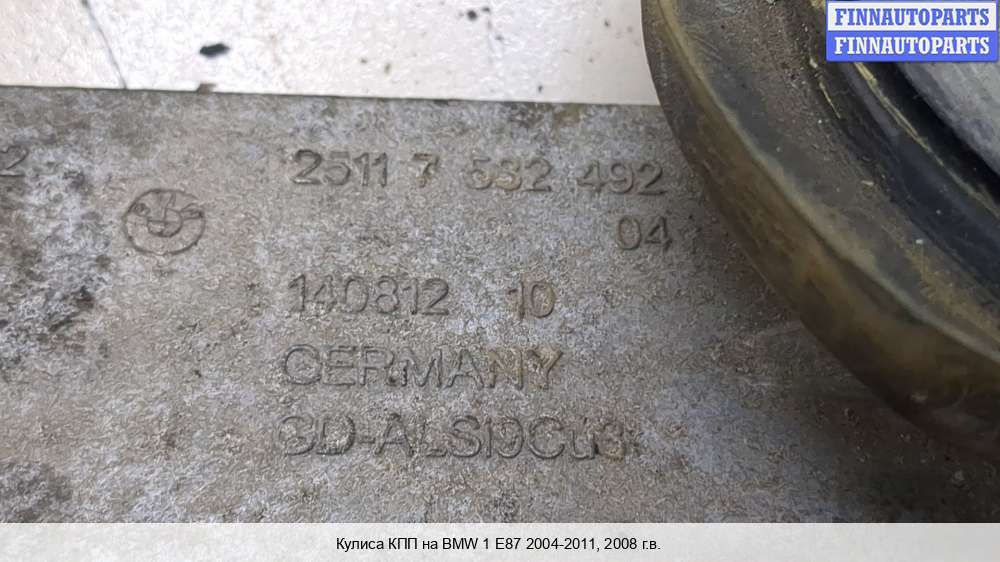 FINNAUTOPARTS
FINNAUTOPARTS
2
2511 7 532 492
04
140812 10
GERMANY
GD-ALSi9Cu3
Кулиса КПП на BMW 1 E87 2004-2011, 2008 г.в.